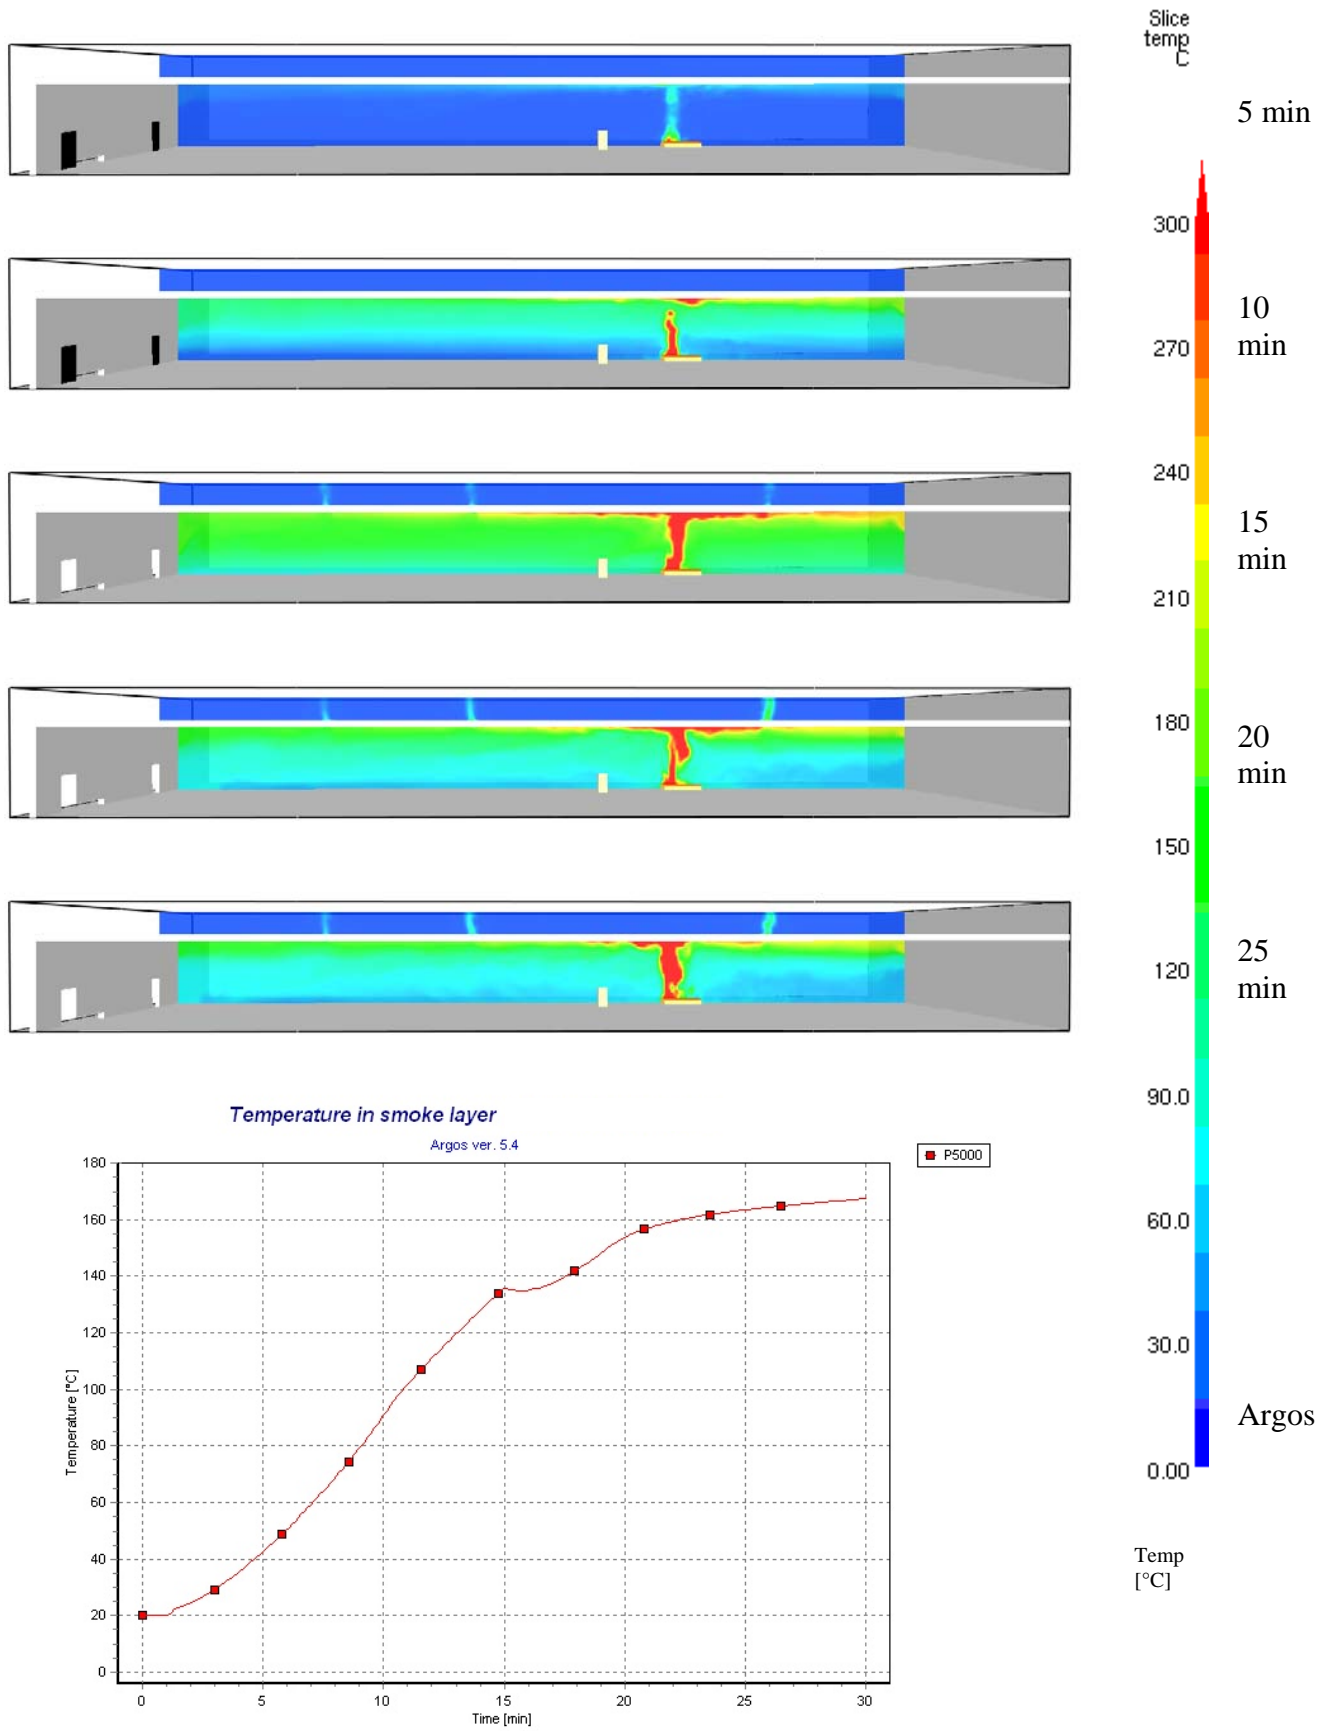 Slice
temp
C
5 min
300
10
min
270
240
15
min
210
180
20
min
150
120
25
min
90.0
60.0
30.0
Argos
0.00
Temp
[°C]
Temperature in smoke layer
Argos ver. 5.4
P5000
180
160
140
120
100
80
60
40
20
0
Temperature [°C]
0
5
10
15
20
25
30
Time [min]